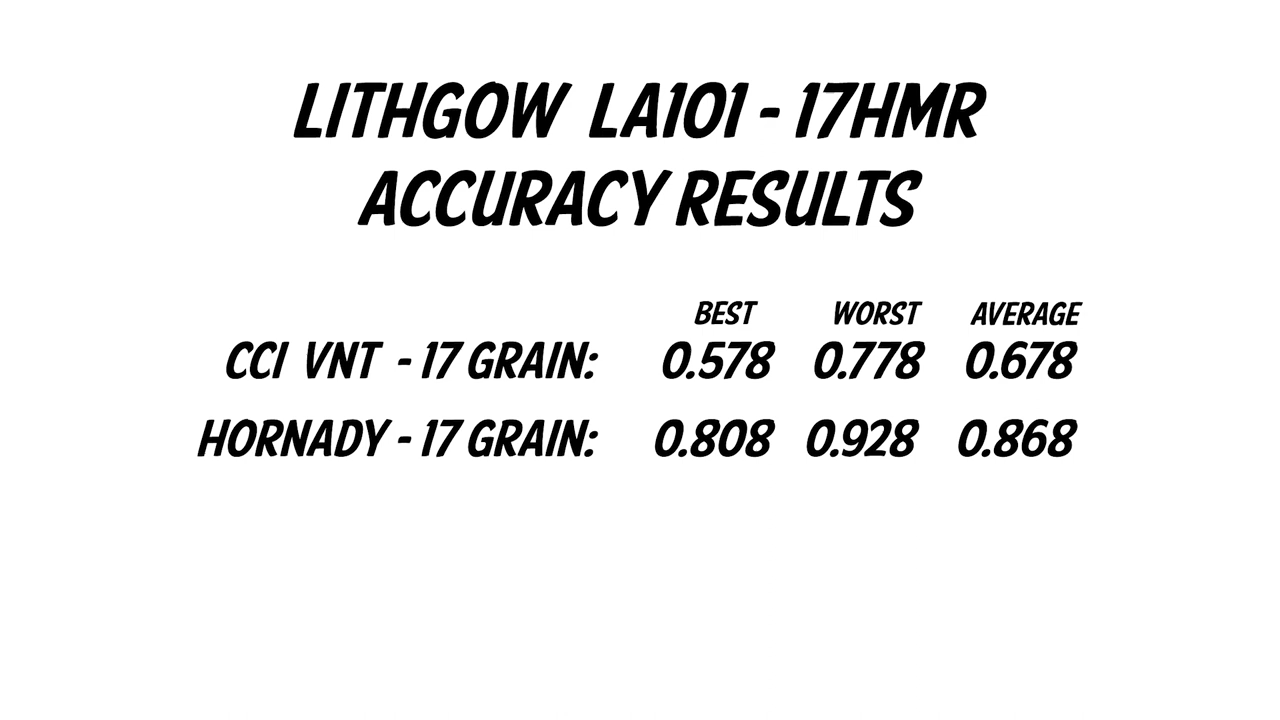 LITHGOW LA101 - 17HMR
ACCURACY RESULTS
BEST WORST AVERAGE
CCI VNT - 17 GRAIN: 0.578 0.778 0.678
HORNADY - 17 GRAIN: 0.808 0.928 0.868